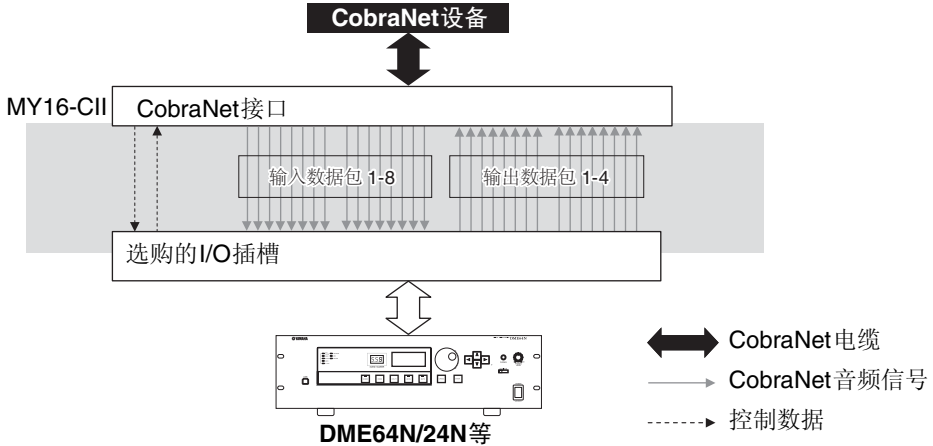 CobraNet设备
MY16-CII
CobraNet接口
输入数据包 1-8
输出数据包 1-4
选购的I/O插槽
YAMAHA
DME64N
CobraNet电缆
CobraNet音频信号
控制数据
DME64N/24N等